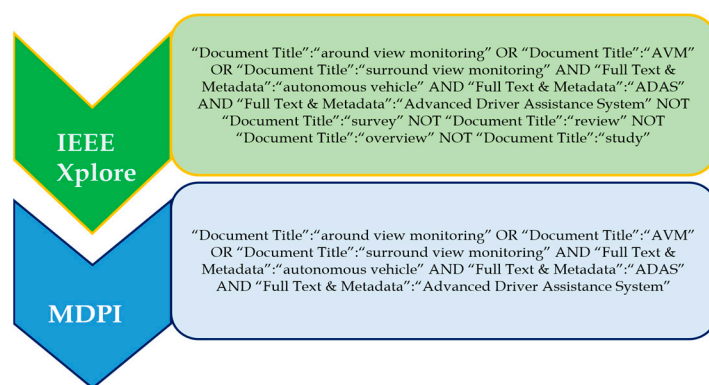 IEEE
Xplore
“Document Title”:“around view monitoring” OR “Document Title”:“AVM”
OR “Document Title”:“surround view monitoring” AND “Full Text &
Metadata”:“autonomous vehicle” AND “Full Text & Metadata”:“ADAS”
AND “Full Text & Metadata”:“Advanced Driver Assistance System” NOT
“Document Title”:“survey” NOT “Document Title”:“review” NOT
“Document Title”:“overview” NOT “Document Title”:“study”
MDPI
“Document Title”:“around view monitoring” OR “Document Title”:“AVM”
OR “Document Title”:“surround view monitoring” AND “Full Text &
Metadata”:“autonomous vehicle” AND “Full Text & Metadata”:“ADAS”
AND “Full Text & Metadata”:“Advanced Driver Assistance System”